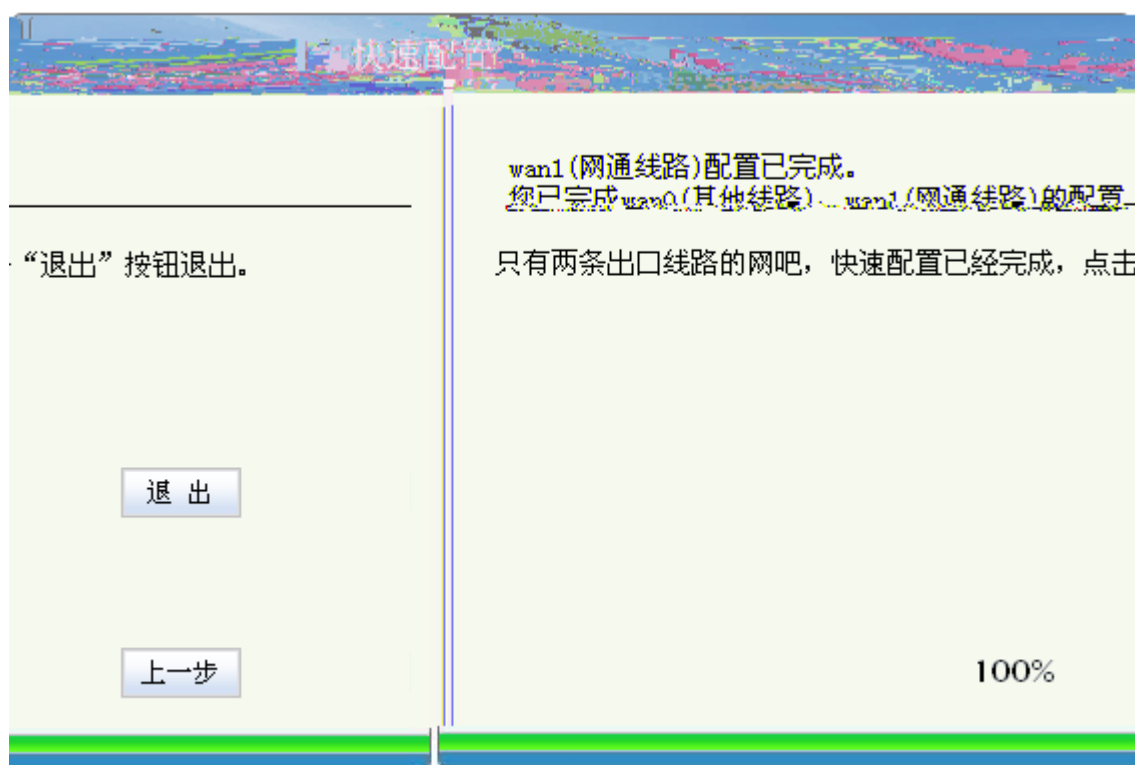 快速配置
wan1(网通线路)配置已完成。
您已完成wan0(其他线路)、wan1(网通线路)的配置
“退出”按钮退出。
只有两条出口线路的网吧，快速配置已经完成，点击
退 出
上一步
100%